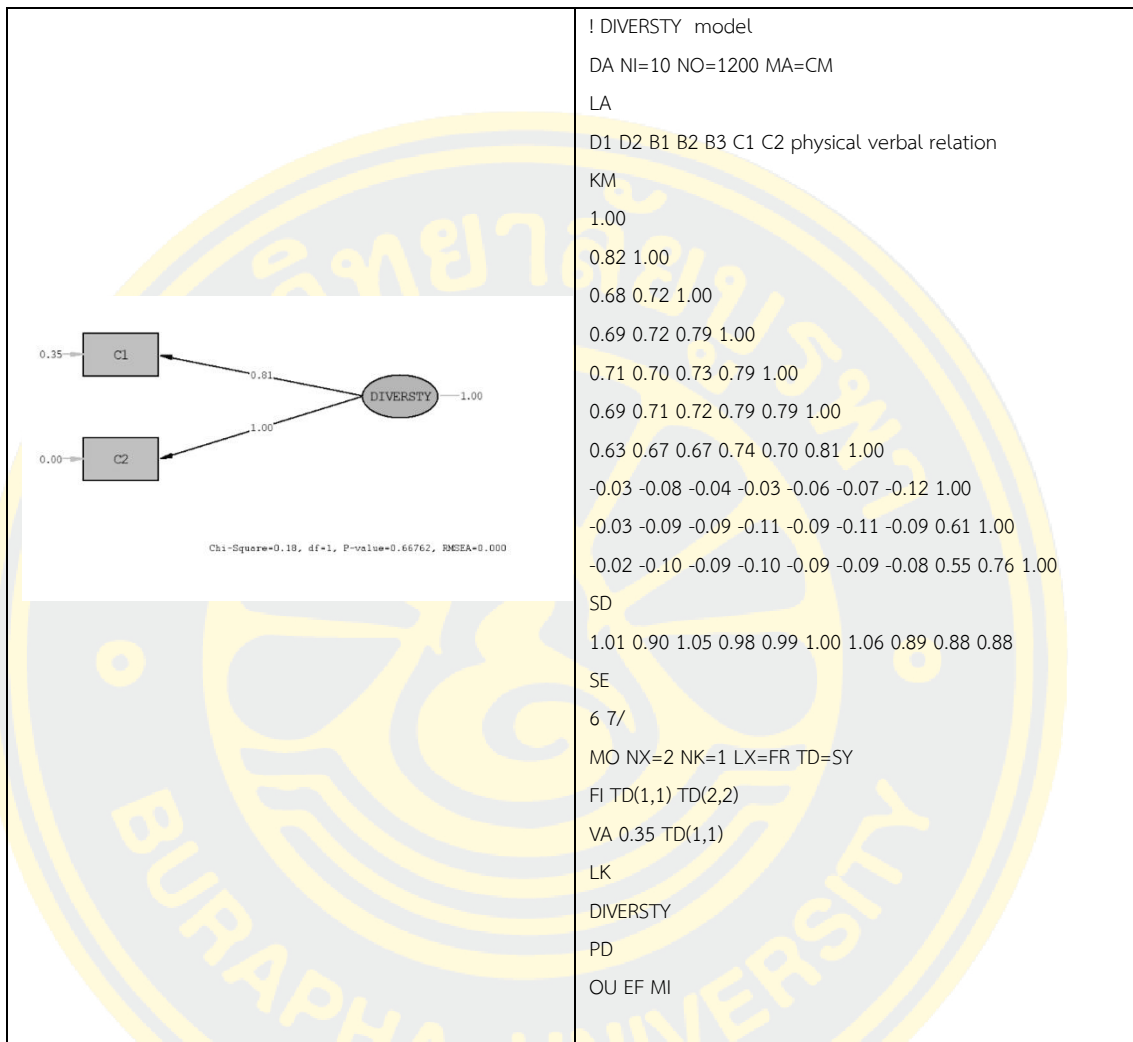 0.35
C1
0.81
DIVERSTY
1.00
1.00
0.00
C2
Chi-Square=0.18, df=1, P-value=0.66762, RMSEA=0.000
! DIVERSTY model
DA NI=10 NO=1200 MA=CM
LA
D1 D2 B1 B2 B3 C1 C2 physical verbal relation
KM
1.00
0.82 1.00
0.68 0.72 1.00
0.69 0.72 0.79 1.00
0.71 0.70 0.73 0.79 1.00
0.69 0.71 0.72 0.79 0.79 1.00
0.63 0.67 0.67 0.74 0.70 0.81 1.00
-0.03 -0.08 -0.04 -0.03 -0.06 -0.07 -0.12 1.00
-0.03 -0.09 -0.09 -0.11 -0.09 -0.11 -0.09 0.61 1.00
-0.02 -0.10 -0.09 -0.10 -0.09 -0.09 -0.08 0.55 0.76 1.00
SD
1.01 0.90 1.05 0.98 0.99 1.00 1.06 0.89 0.88 0.88
SE
6 7/
MO NX=2 NK=1 LX=FR TD=SY
FI TD(1,1) TD(2,2)
VA 0.35 TD(1,1)
LK
DIVERSTY
PD
OU EF MI
BURAPHA UNIVERSITY